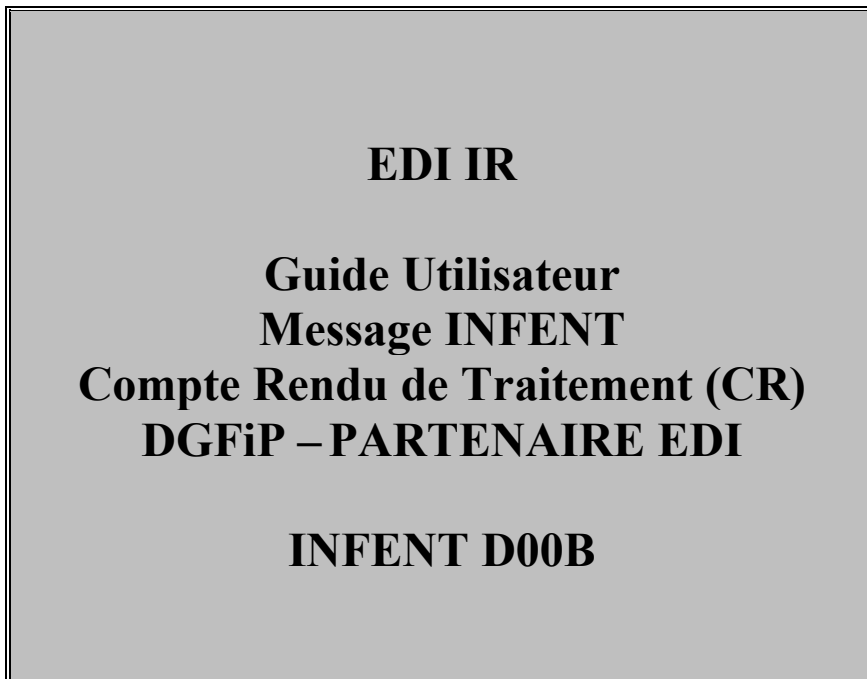 EDI IR
Guide Utilisateur
Message INFENT
Compte Rendu de Traitement (CR)
DGFiP – PARTENAIRE EDI
INFENT D00B